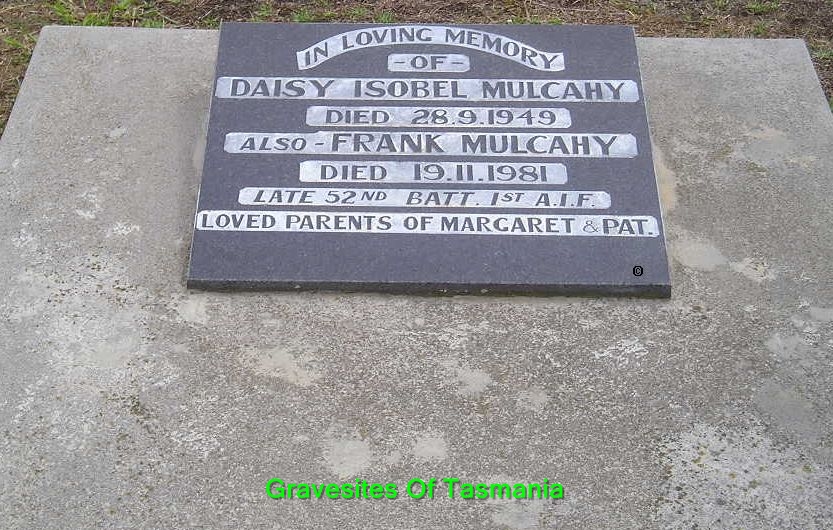 IN LOVING MEMORY
-OF-
DAISY ISOBEL MULCAHY
DIED 28.9.1949
ALSO - FRANK MULCAHY
DIED 19.11.1981
LATE 52ND BATT. 1ST A.I.F.
LOVED PARENTS OF MARGARET & PAT.
©
Gravesites Of Tasmania